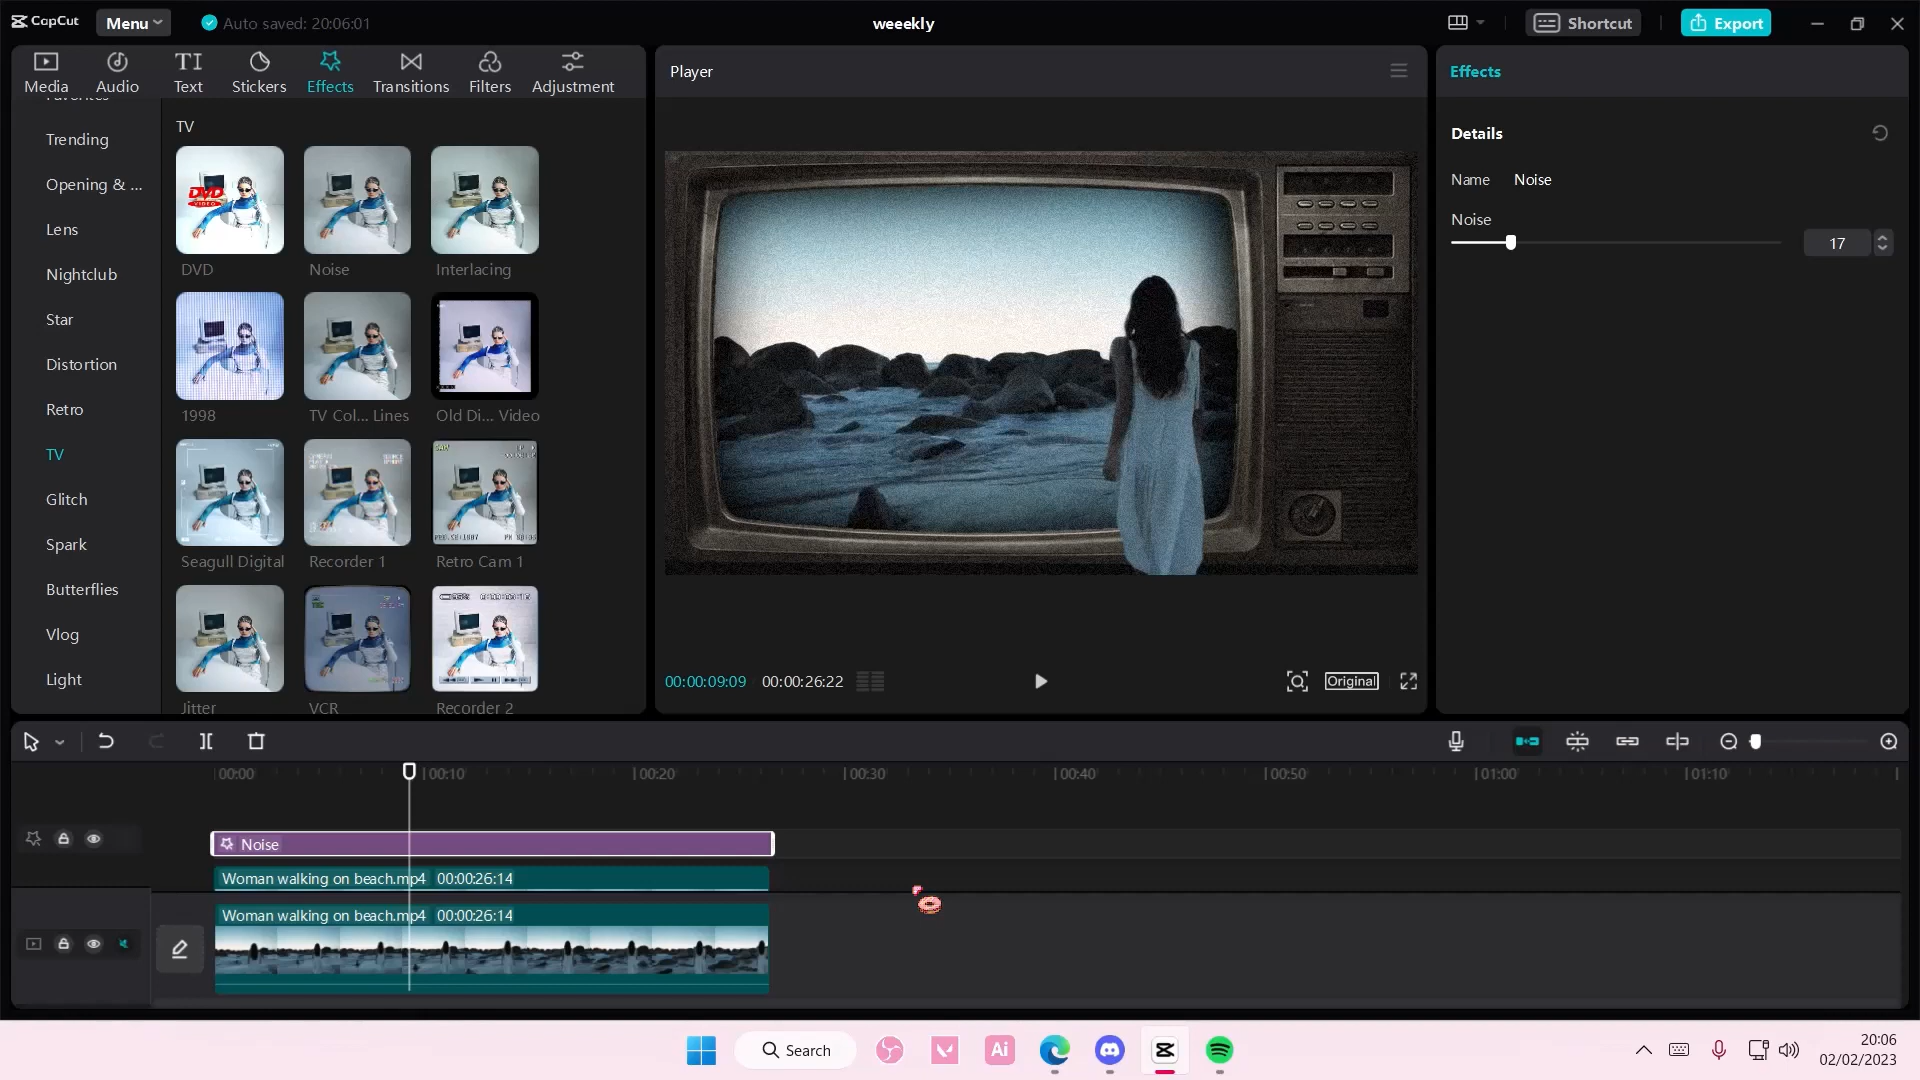 CapCut
Menu
Auto saved: 20:06:01
weeekly
Shortcut
Export
Media
Audio
Text
Stickers
Effects
Transitions
Filters
Adjustment
Favorites
Trending
Opening & ...
Lens
Nightclub
Star
Distortion
Retro
TV
Glitch
Spark
Butterflies
Vlog
Light
TV
DVD
VIDEO
DVD
Noise
Interlacing
1998
TV Col... Lines
Old Di... Video
Seagull Digital
Recorder 1
Retro Cam 1
Jitter
VCR
Recorder 2
Player
00:00:09:09
00:00:26:22
Original
Effects
Details
Name
Noise
Noise
17
00:00
00:10
00:20
00:30
00:40
00:50
01:00
01:10
Noise
Woman walking on beach.mp4 00:00:26:14
Woman walking on beach.mp4 00:00:26:14
Search
Ai
20:06
02/02/2023